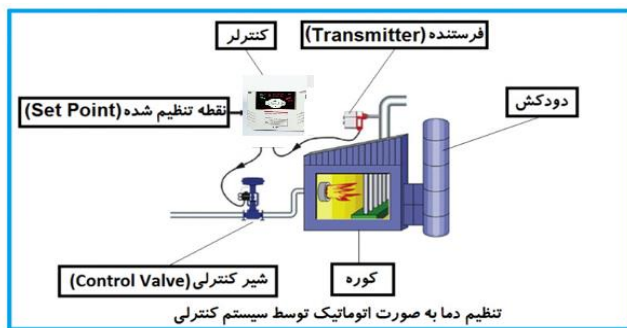 فرستنده (Transmitter)
کنترلر
دودکش
نقطه تنظیم شده (Set Point)
شیر کنترلی (Control Valve)
کوره
تنظیم دما به صورت اتوماتیک توسط سیستم کنترلی